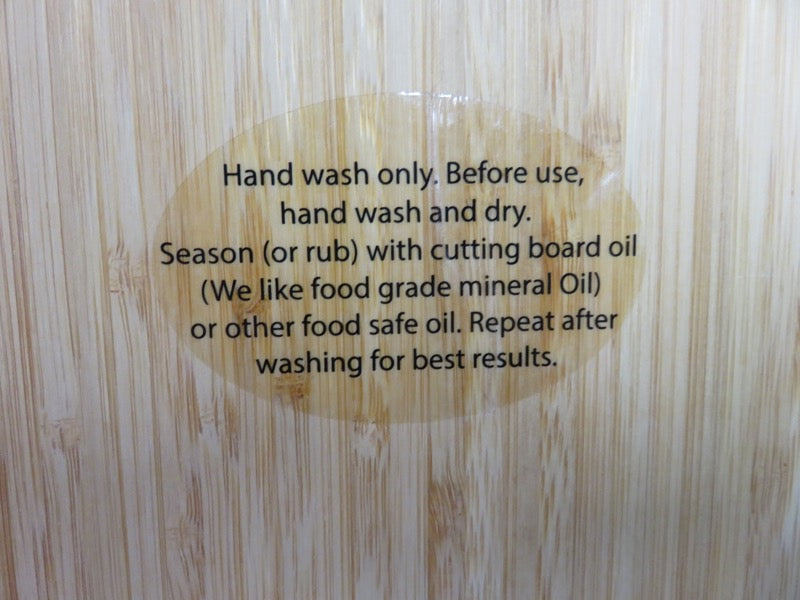 Hand wash only. Before use,
hand wash and dry.
Season (or rub) with cutting board oil
(We like food grade mineral Oil)
or other food safe oil. Repeat after
washing for best results.